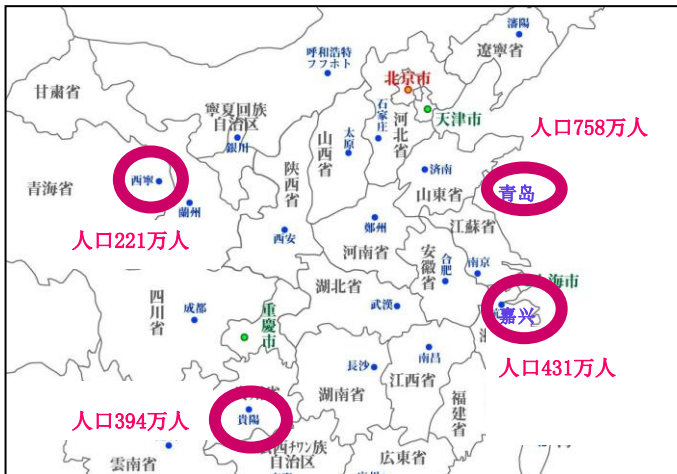 瀋陽
遼寧省
呼和浩特
フフホト
北京市
甘粛省
寧夏回族
自治区
銀川
山西省
太原
石家庄
河北省
天津市
人口758万人
西寧
青海省
蘭州
陝西省
済南
山東省
青岛
人口221万人
西安
鄭州
河南省
江蘇省
安徽省
合肥
南京
海市
四川省
成都
重慶市
湖北省
武漢
嘉兴
人口431万人
長沙
南昌
湖南省
江西省
福建省
人口394万人
貴陽
雲南省
西チワン族
自治区
広東省